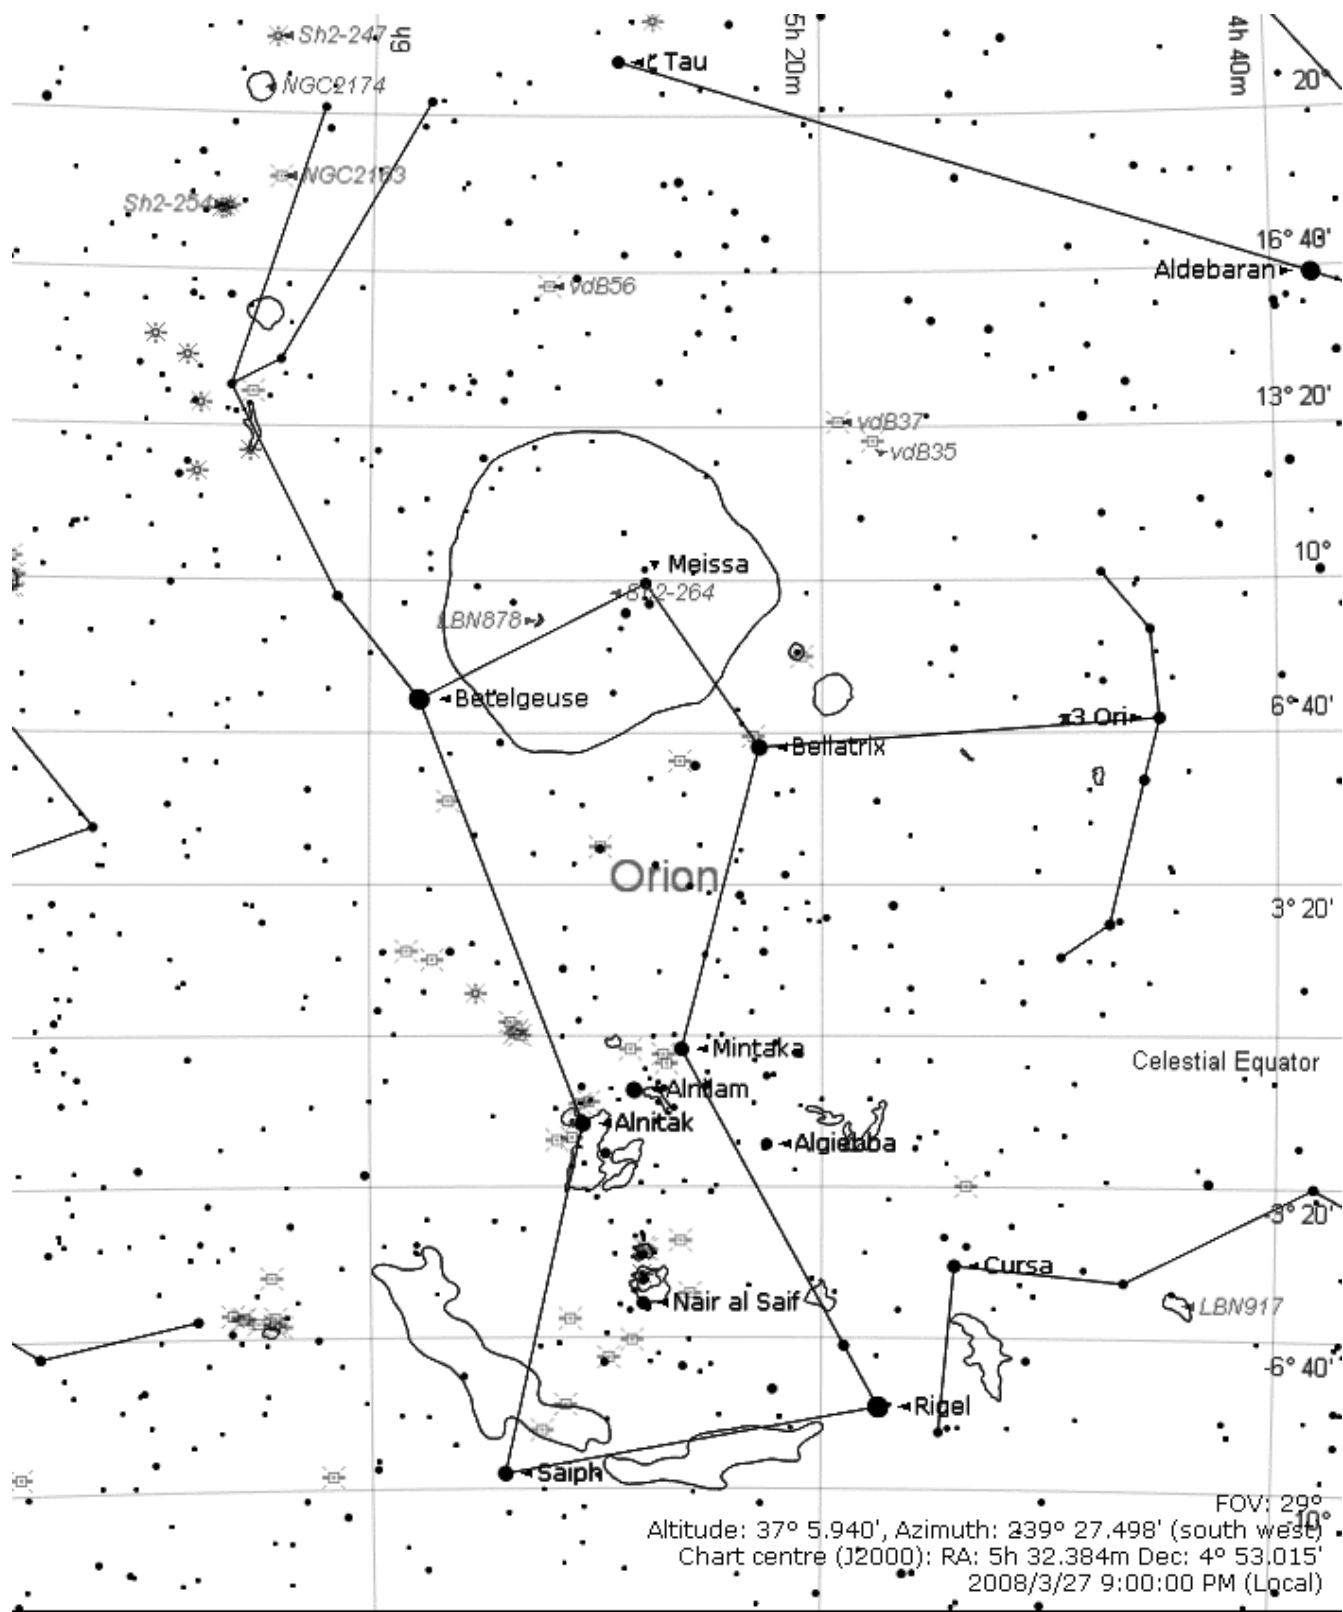 Sh2-247
6h
5h 20m
4h 40m
ζ Tau
20°
NGC2174
NGC2163
Sh2-254
16° 40'
Aldebaran
vdB56
13° 20'
vdB37
vdB35
Meissa
10°
Sh2-264
LBN878
Betelgeuse
6° 40'
π3 Ori
Bellatrix
Orion
3° 20'
Mintaka
Celestial Equator
Alnilam
Alnitak
Algiebba
-3° 20'
Cursa
Nair al Saif
LBN917
-6° 40'
Rigel
Saiph
FOV: 29°
-10°
Altitude: 37° 5.940', Azimuth: 239° 27.498' (south west)
Chart centre (J2000): RA: 5h 32.384m Dec: 4° 53.015'
2008/3/27 9:00:00 PM (Local)